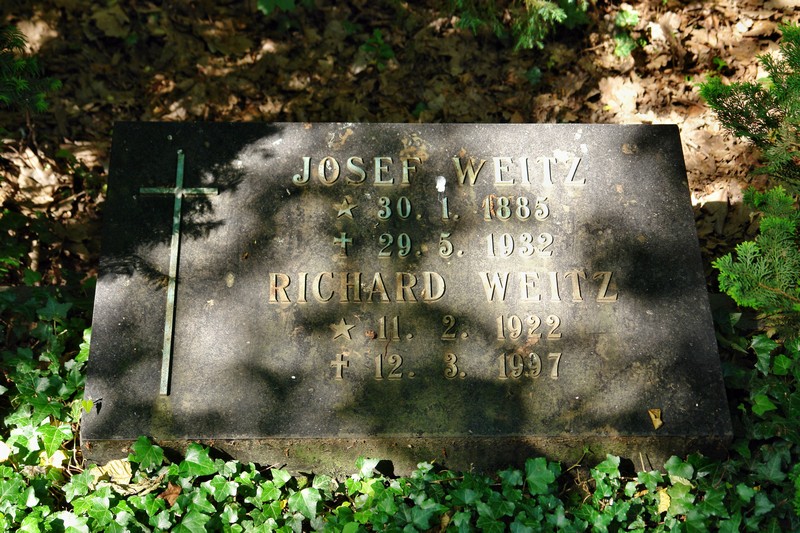 JOSEF WEITZ
★ 30. 1. 1885
✝ 29. 5. 1932
RICHARD WEITZ
★ 11. 2. 1922
✝ 12. 3. 1997